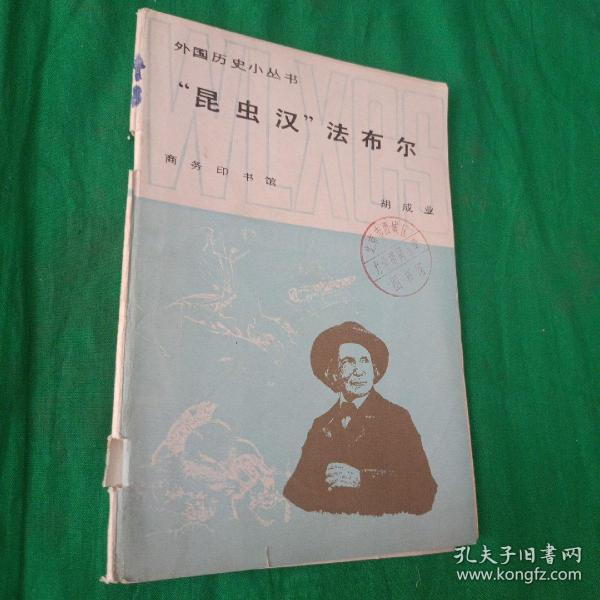 外国历史小丛书
WLXCS
“昆虫汉”法布尔
商务印书馆
胡成业
孔夫子旧書网
www.kongfz.com